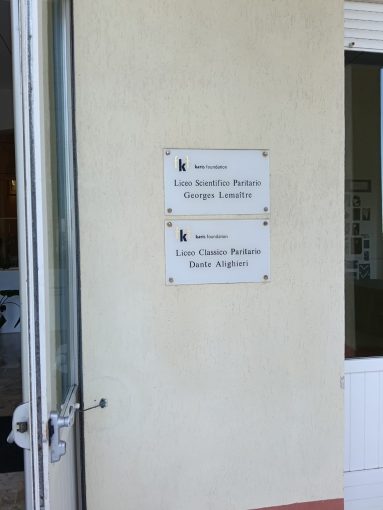 k karis foundation
Liceo Scientifico Paritario
Georges Lemaître
k karis foundation
Liceo Classico Paritario
Dante Alighieri